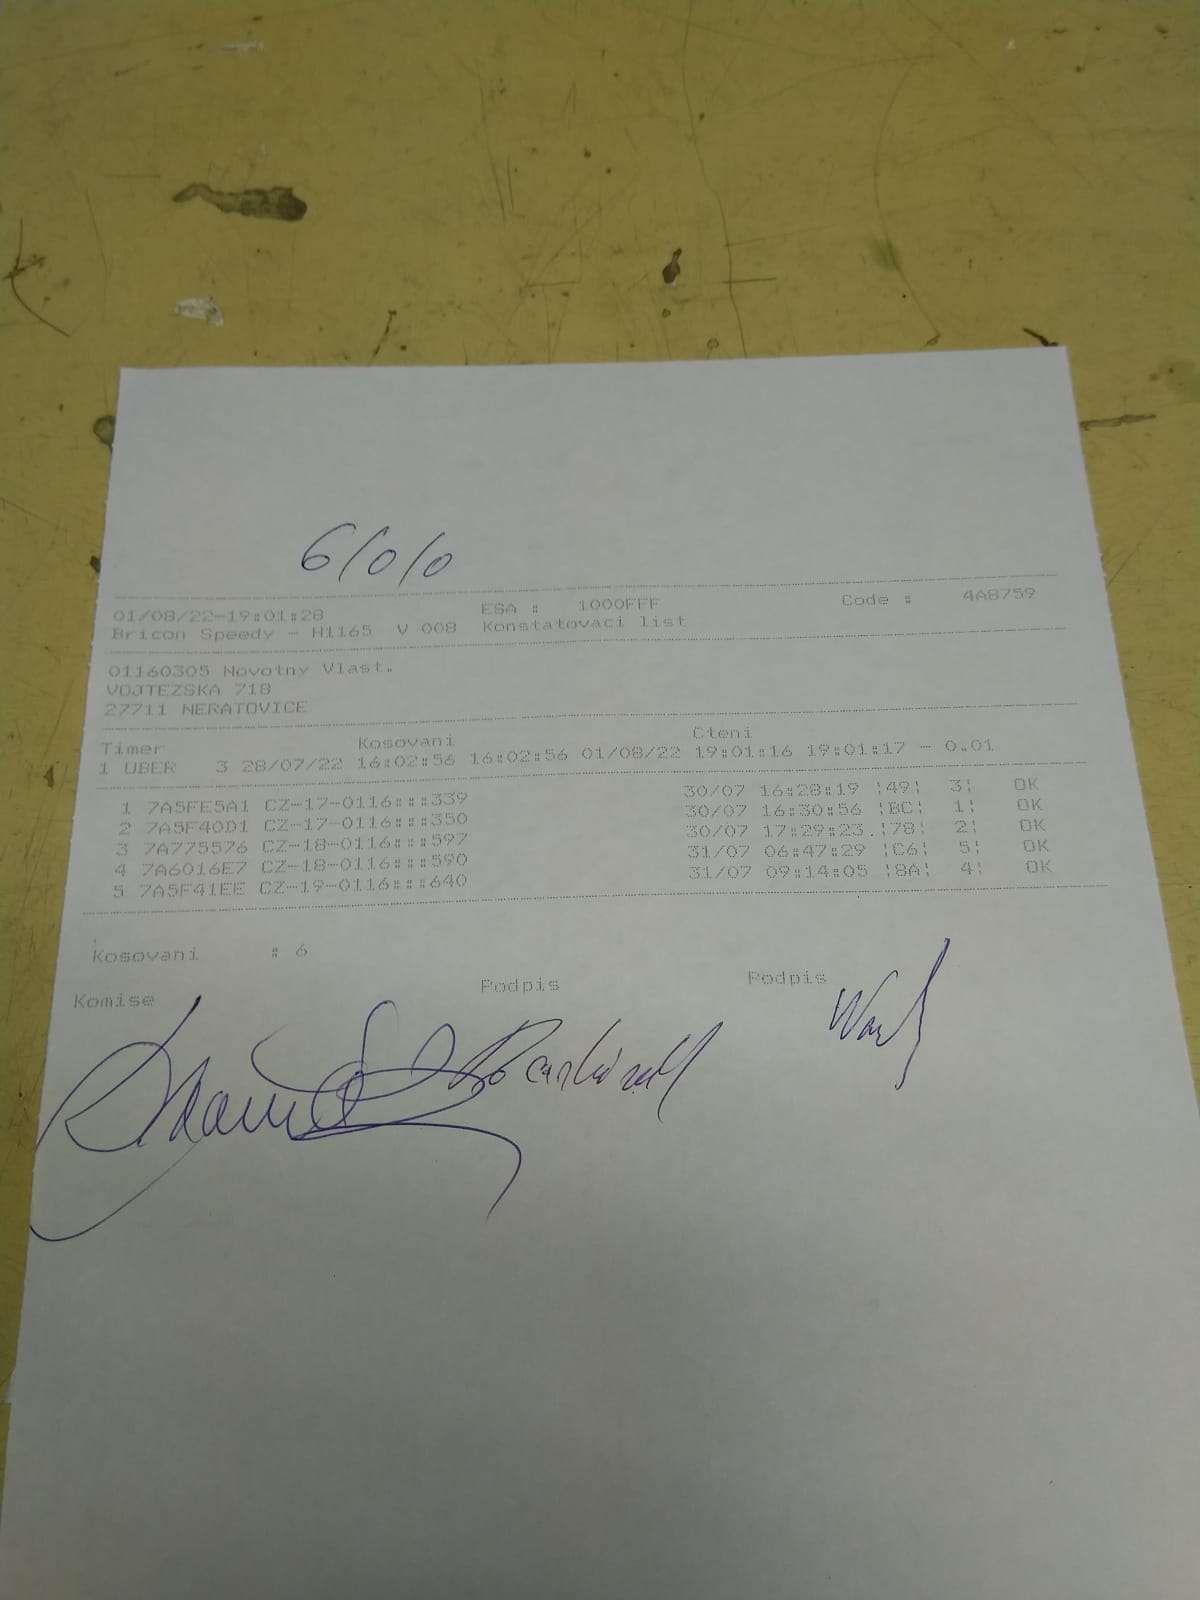 6/0/0
01/08/22-19:01:28 ESA : 1000FFF Code : 4A8759
Bricon Speedy - H1165 V 008 Konstatovaci list
01160305 Novotny Vlast.
VOJTEZSKA 718
27711 NERATOVICE
Timer Kosovani Cteni
1 UBER 3 28/07/22 16:02:56 16:02:56 01/08/22 19:01:16 19:01:17 - 0.01
1 7A5FE5A1 CZ-17-0116:::339 30/07 16:28:19 ¦49¦ 3¦ OK
2 7A5F40D1 CZ-17-0116:::350 30/07 16:30:56 ¦BC¦ 1¦ OK
3 7A775576 CZ-18-0116:::597 30/07 17:29:23.¦78¦ 2¦ OK
4 7A6016E7 CZ-18-0116:::590 31/07 06:47:29 ¦C6¦ 5¦ OK
5 7A5F41EE CZ-19-0116:::640 31/07 09:14:05 ¦8A¦ 4¦ OK
Kosovani : 6
Komise Podpis Podpis